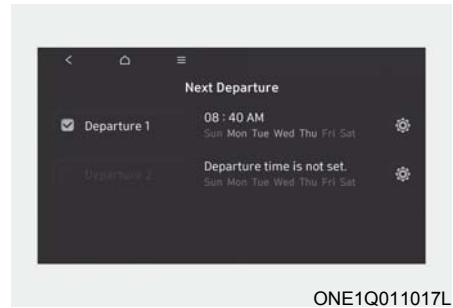 Next Departure
Departure 1
08 : 40 AM
Sun Mon Tue Wed Thu Fri Sat
Departure 2
Departure time is not set.
Sun Mon Tue Wed Thu Fri Sat
ONE1Q011017L